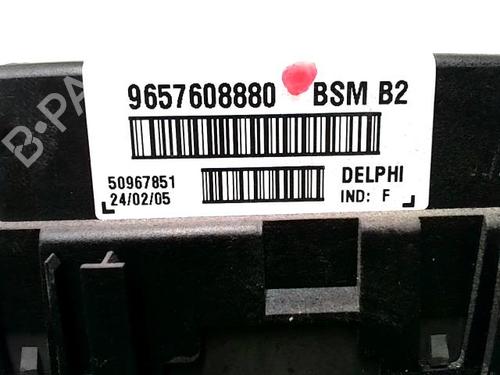 9657608880 BSM B2
50967851 DELPHI
24/02/05 IND: F
B-PA